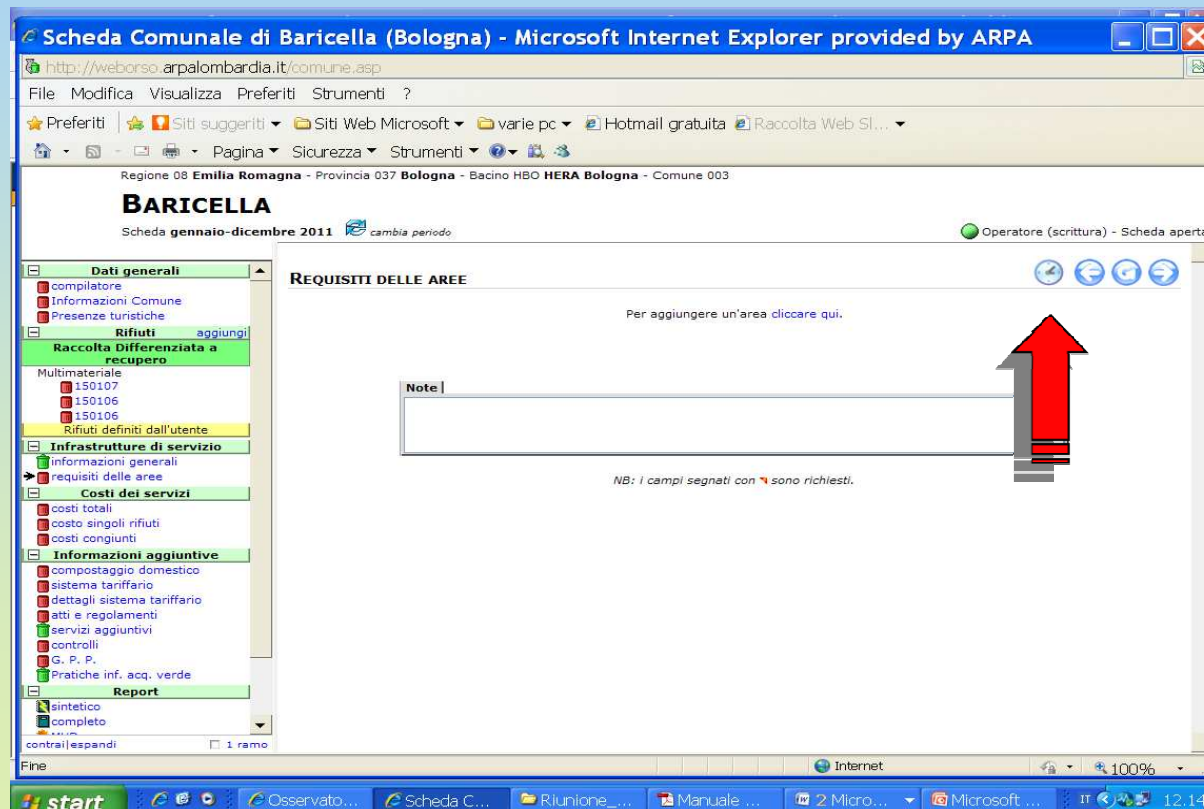 Scheda Comunale di Baricella (Bologna) - Microsoft Internet Explorer provided by ARPA
http://weborso.arpalombardia.it/comune.asp
File Modifica Visualizza Preferiti Strumenti ?
Preferiti Siti suggeriti Siti Web Microsoft varie pc Hotmail gratuita Raccolta Web Sl...
Pagina Sicurezza Strumenti
Regione 08 Emilia Romagna - Provincia 037 Bologna - Bacino HBO HERA Bologna - Comune 003
BARICELLA
Scheda gennaio-dicembre 2011 cambia periodo
Operatore (scrittura) - Scheda aperta
Dati generali
compilatore
Informazioni Comune
Presenze turistiche
Rifiuti aggiungi
Raccolta Differenziata a
recupero
Multimateriale
150107
150106
150106
Rifiuti definiti dall'utente
Infrastrutture di servizio
informazioni generali
requisiti delle aree
Costi dei servizi
costi totali
costo singoli rifiuti
costi congiunti
Informazioni aggiuntive
compostaggio domestico
sistema tariffario
dettagli sistema tariffario
atti e regolamenti
servizi aggiuntivi
controlli
G. P. P.
Pratiche inf. acq. verde
Report
sintetico
completo
contrai|espandi 1 ramo
REQUISITI DELLE AREE
Per aggiungere un'area cliccare qui.
Note
NB: i campi segnati con sono richiesti.
Fine
Internet
100%
start
Osservato...
Scheda C...
Riunione_...
Manuale ...
2 Micro...
Microsoft ...
IT
12.14